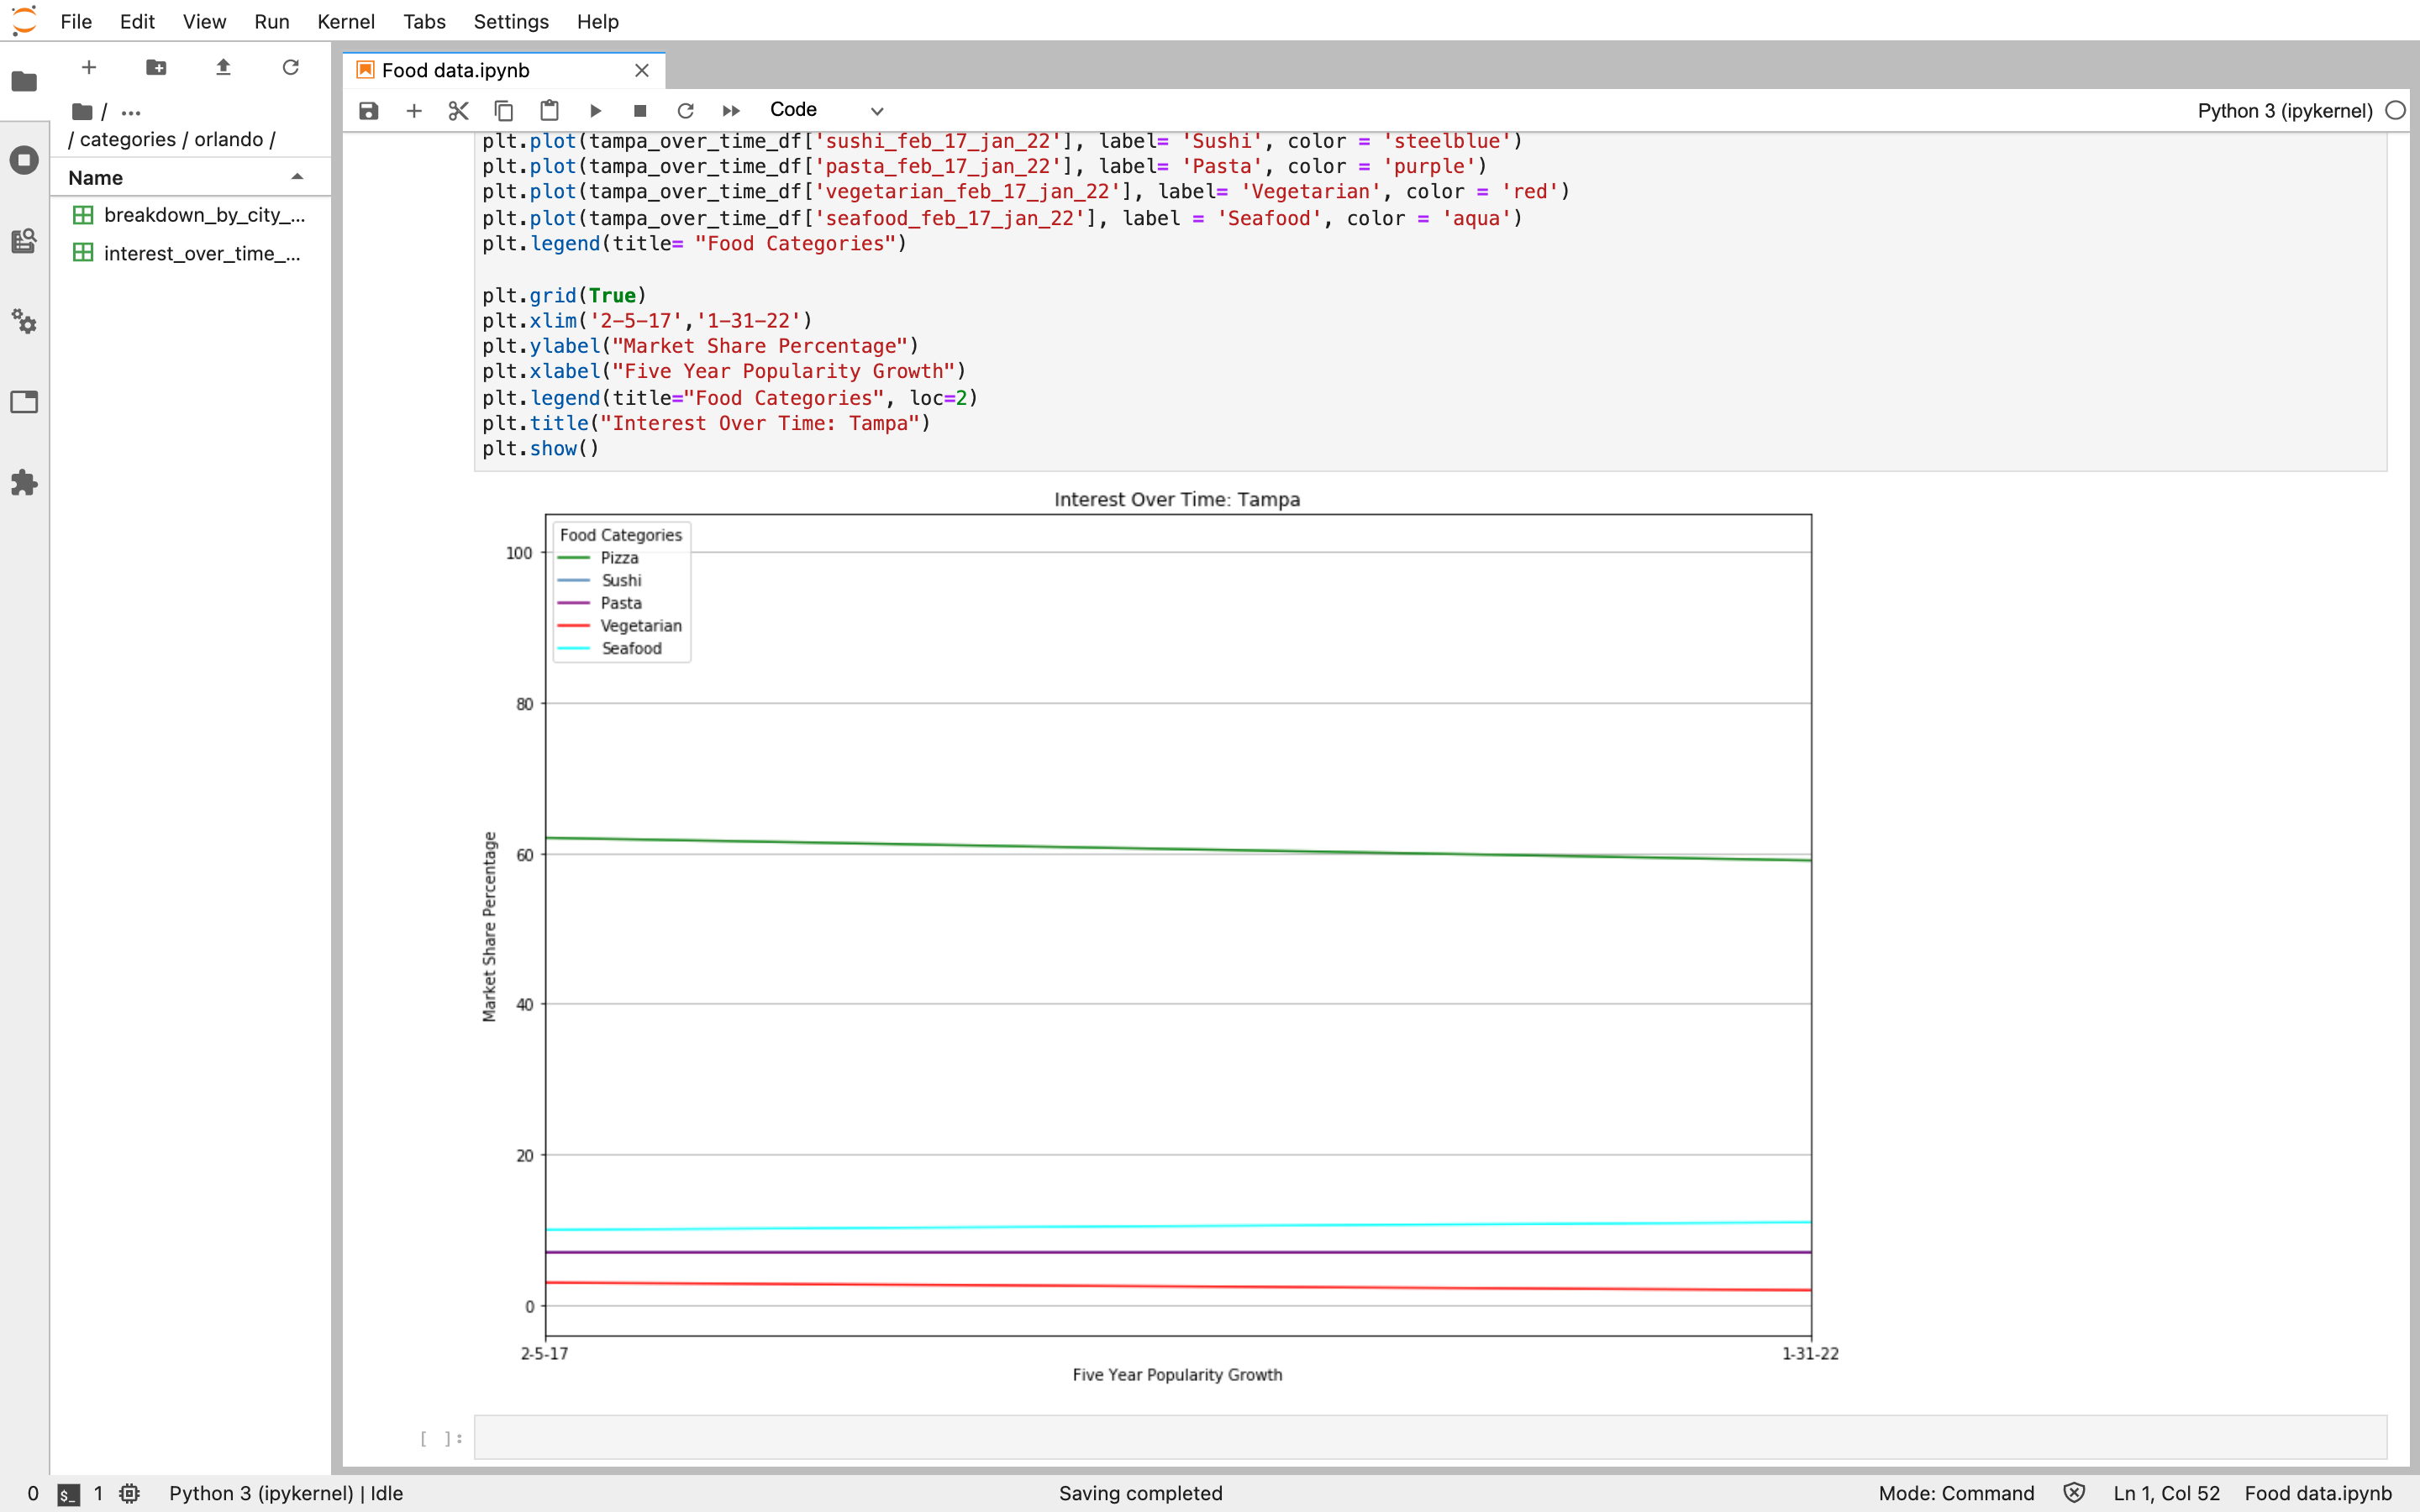 File Edit View Run Kernel Tabs Settings Help
/ …
/ categories / orlando /
Name
breakdown_by_city_...
interest_over_time_...
Food data.ipynb
Code
Python 3 (ipykernel)
plt.plot(tampa_over_time_df['sushi_feb_17_jan_22'], label= 'Sushi', color = 'steelblue')
plt.plot(tampa_over_time_df['pasta_feb_17_jan_22'], label= 'Pasta', color = 'purple')
plt.plot(tampa_over_time_df['vegetarian_feb_17_jan_22'], label= 'Vegetarian', color = 'red')
plt.plot(tampa_over_time_df['seafood_feb_17_jan_22'], label = 'Seafood', color = 'aqua')
plt.legend(title= "Food Categories")
plt.grid(True)
plt.xlim('2-5-17','1-31-22')
plt.ylabel("Market Share Percentage")
plt.xlabel("Five Year Popularity Growth")
plt.legend(title="Food Categories", loc=2)
plt.title("Interest Over Time: Tampa")
plt.show()
Interest Over Time: Tampa
Food Categories
Pizza
Sushi
Pasta
Vegetarian
Seafood
100
80
60
40
20
0
Market Share Percentage
2-5-17 1-31-22
Five Year Popularity Growth
[ ]:
0 $_ 1 Python 3 (ipykernel) | Idle Saving completed Mode: Command Ln 1, Col 52 Food data.ipynb